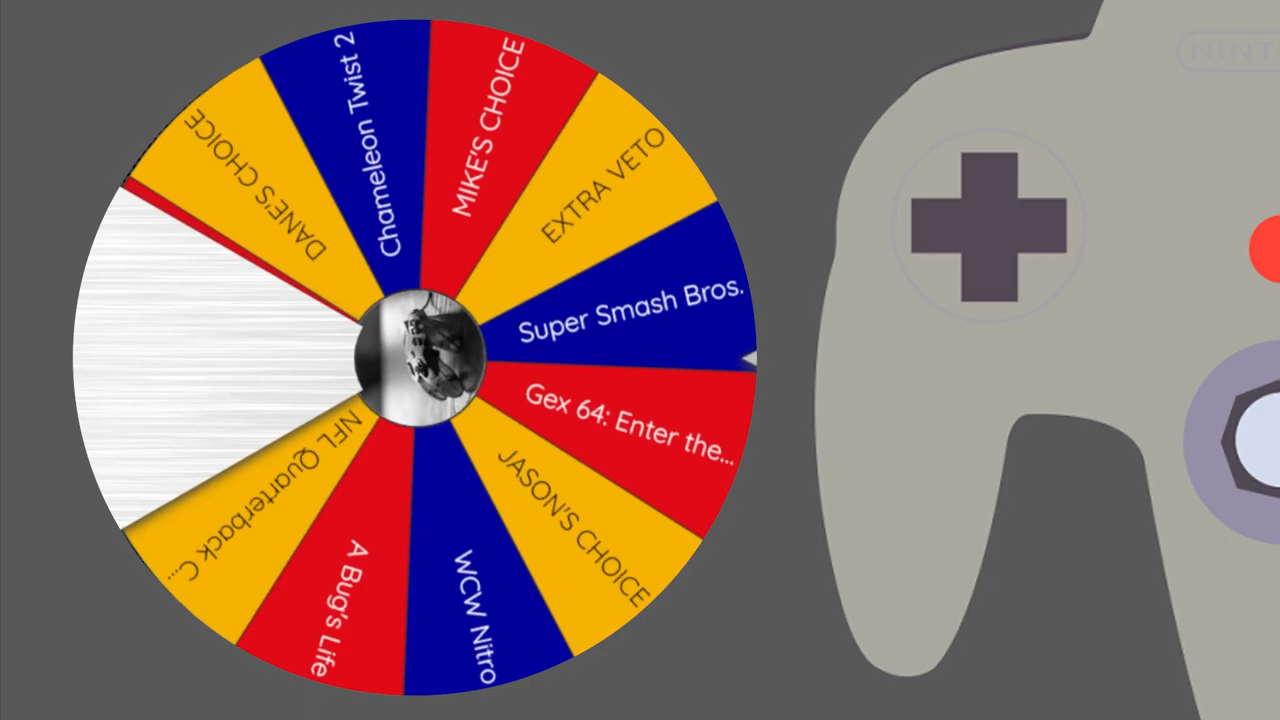 DANE'S CHOICE
Chameleon Twist 2
MIKE'S CHOICE
EXTRA VETO
Super Smash Bros.
Gex 64: Enter the...
JASON'S CHOICE
WCW Nitro
A Bug's Life
NFL Quarterback C...